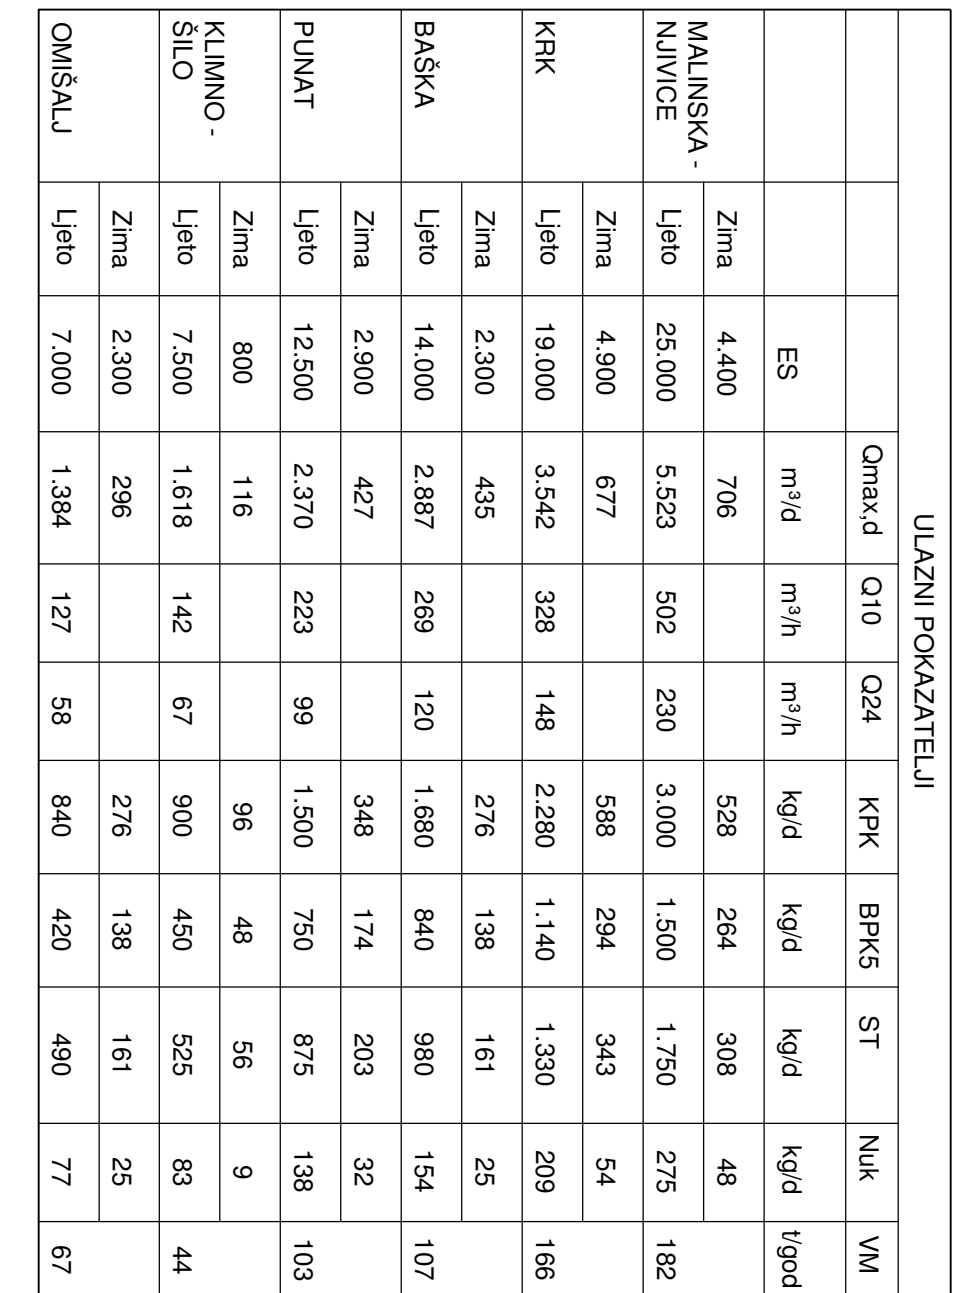 ULAZNI POKAZATELJI
Qmax,d Q10 Q24 KPK BPK5 ST Nuk VM
ES m³/d m³/h m³/h kg/d kg/d kg/d kg/d t/god
MALINSKA - NJIVICE
Zima 4.400 706 528 264 308 48
Ljeto 25.000 5.523 502 230 3.000 1.500 1.750 275 182
KRK
Zima 4.900 677 588 294 343 54
Ljeto 19.000 3.542 328 148 2.280 1.140 1.330 209 166
BAŠKA
Zima 2.300 435 276 138 161 25
Ljeto 14.000 2.887 269 120 1.680 840 980 154 107
PUNAT
Zima 2.900 427 348 174 203 32
Ljeto 12.500 2.370 223 99 1.500 750 875 138 103
KLIMNO - ŠILO
Zima 800 116 96 48 56 9
Ljeto 7.500 1.618 142 67 900 450 525 83 44
OMIŠALJ
Zima 2.300 296 276 138 161 25
Ljeto 7.000 1.384 127 58 840 420 490 77 67